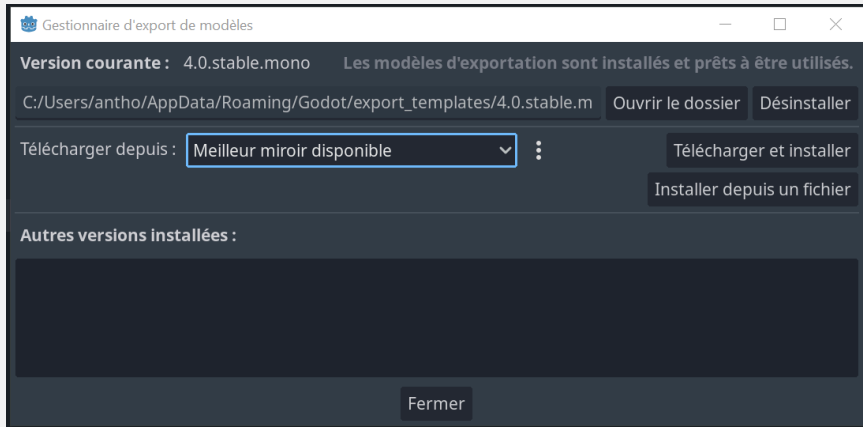 Gestionnaire d'export de modèles
Version courante : 4.0.stable.mono Les modèles d'exportation sont installés et prêts à être utilisés.
C:/Users/antho/AppData/Roaming/Godot/export_templates/4.0.stable.m Ouvrir le dossier Désinstaller
Télécharger depuis : Meilleur miroir disponible Télécharger et installer
Installer depuis un fichier
Autres versions installées :
Fermer